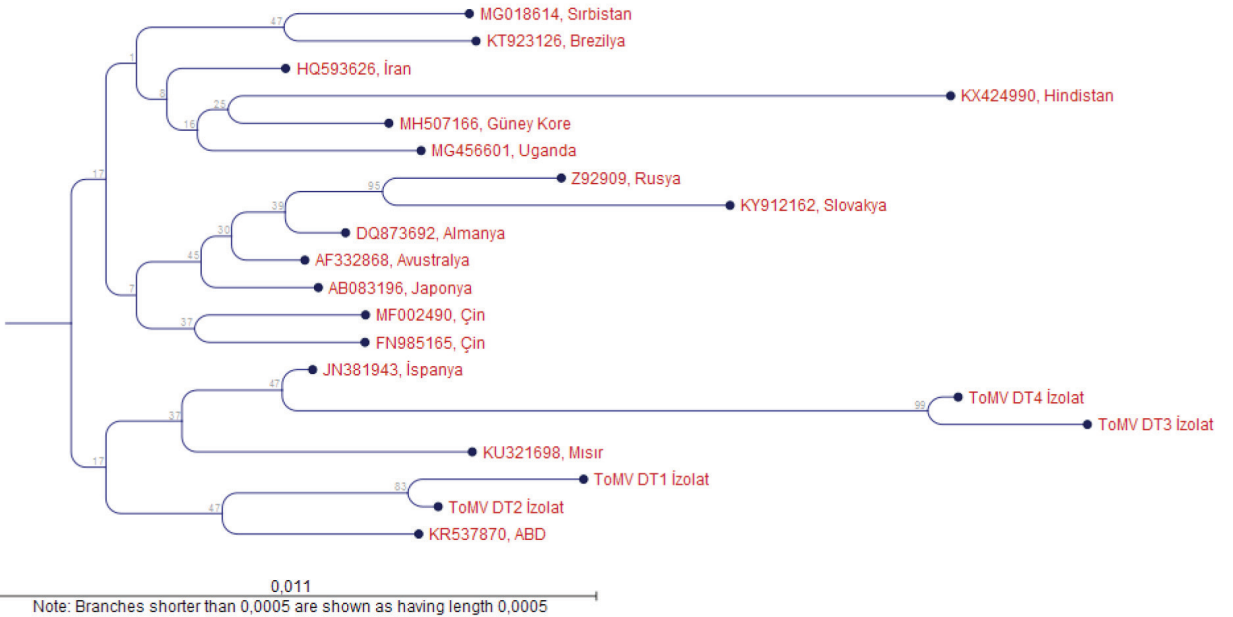 47
MG018614, Sırbistan
KT923126, Brezilya
1
HQ593626, İran
8
25
KX424990, Hindistan
16
MH507166, Güney Kore
MG456601, Uganda
17
95
Z92909, Rusya
KY912162, Slovakya
39
30
DQ873692, Almanya
45
AF332868, Avustralya
AB083196, Japonya
7
MF002490, Çin
37
FN985165, Çin
JN381943, İspanya
47
99
ToMV DT4 İzolat
37
ToMV DT3 İzolat
KU321698, Mısır
17
83
ToMV DT1 İzolat
47
ToMV DT2 İzolat
KR537870, ABD
0,011
Note: Branches shorter than 0,0005 are shown as having length 0,0005